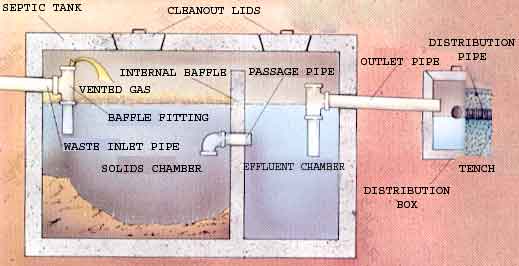 SEPTIC TANK
CLEANOUT LIDS
DISTRIBUTION
PIPE
OUTLET PIPE
INTERNAL BAFFLE
PASSAGE PIPE
VENTED GAS
BAFFLE FITTING
WASTE INLET PIPE
SOLIDS CHAMBER
EFFLUENT CHAMBER
TENCH
DISTRIBUTION
BOX